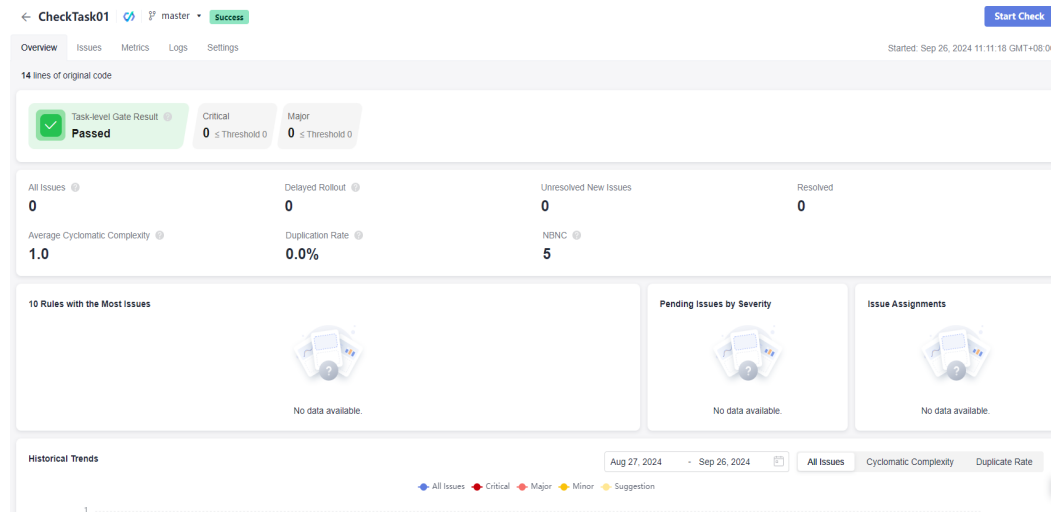 CheckTask01 master Success Start Check
Overview Issues Metrics Logs Settings Started: Sep 26, 2024 11:11:18 GMT+08:00
14 lines of original code
Task-level Gate Result Critical Major
Passed 0 ≤ Threshold 0 0 ≤ Threshold 0
All Issues Delayed Rollout Unresolved New Issues Resolved
0 0 0 0
Average Cyclomatic Complexity Duplication Rate NBNC
1.0 0.0% 5
10 Rules with the Most Issues Pending Issues by Severity Issue Assignments
No data available. No data available. No data available.
Historical Trends Aug 27, 2024 - Sep 26, 2024 All Issues Cyclomatic Complexity Duplicate Rate
All Issues Critical Major Minor Suggestion
1